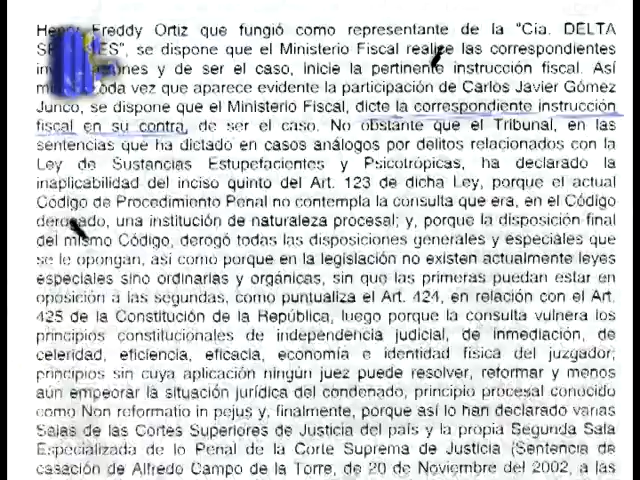 Freddy Ortiz que fungió como representante de la "Cía. DELTA
se dispone que el Ministerio Fiscal realice las correspondientes
y de ser el caso, inicie la pertinente instrucción fiscal. Así
toda vez que aparece evidente la participación de Carlos Javier Gómez
Junco, se dispone que el Ministerio Fiscal, dicte la correspondiente instrucción
fiscal en su contra, de ser el caso. No obstante que el Tribunal, en las
sentencias que ha dictado en casos análogos por delitos relacionados con la
Ley de Sustancias Estupefacientes y Psicotrópicas, ha declarado la
inaplicabilidad del inciso quinto del Art. 123 de dicha Ley, porque el actual
Código de Procedimiento Penal no contempla la consulta que era, en el Código
derogado, una institución de naturaleza procesal; y, porque la disposición final
del mismo Código, derogó todas las disposiciones generales y especiales que
se le opongan, así como porque en la legislación no existen actualmente leyes
especiales sino ordinarias y orgánicas, sin que las primeras puedan estar en
oposición a las segundas, como puntualiza el Art. 424, en relación con el Art.
425 de la Constitución de la República, luego porque la consulta vulnera los
principios constitucionales de independencia judicial, de inmediación, de
celeridad, eficiencia, eficacia, economía e identidad física del juzgador;
principios sin cuya aplicación ningún juez puede resolver, reformar y menos
aún empeorar la situación jurídica del condenado, principio procesal conocido
como Non reformatio in pejus y, finalmente, porque así lo han declarado varias
Salas de las Cortes Superiores de Justicia del país y la propia Segunda Sala
Especializada de lo Penal de la Corte Suprema de Justicia (Sentencia de
casación de Alfredo Campo de la Torre, de 20 de Noviembre del 2002, a las